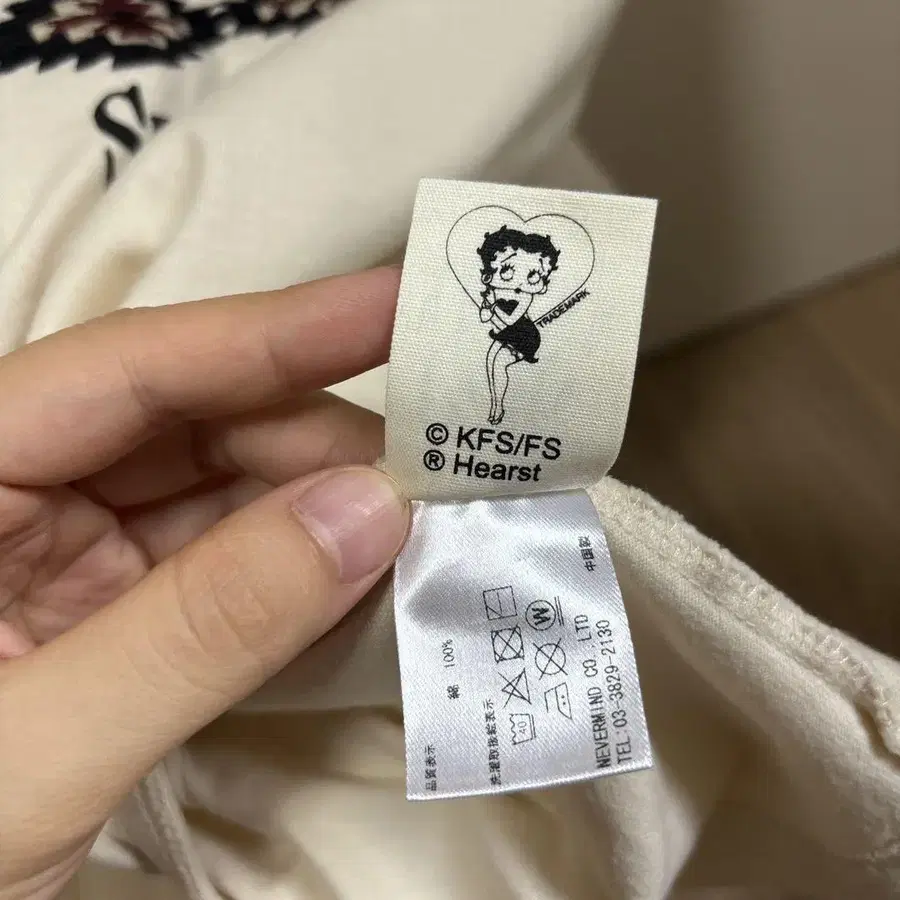 TRADEMARK
© KFS/FS
® Hearst
品質表示
綿 100%
洗濯取扱絵表示
40
W
NEVERMIND CO., LTD
TEL:03-3829-2130
中国製